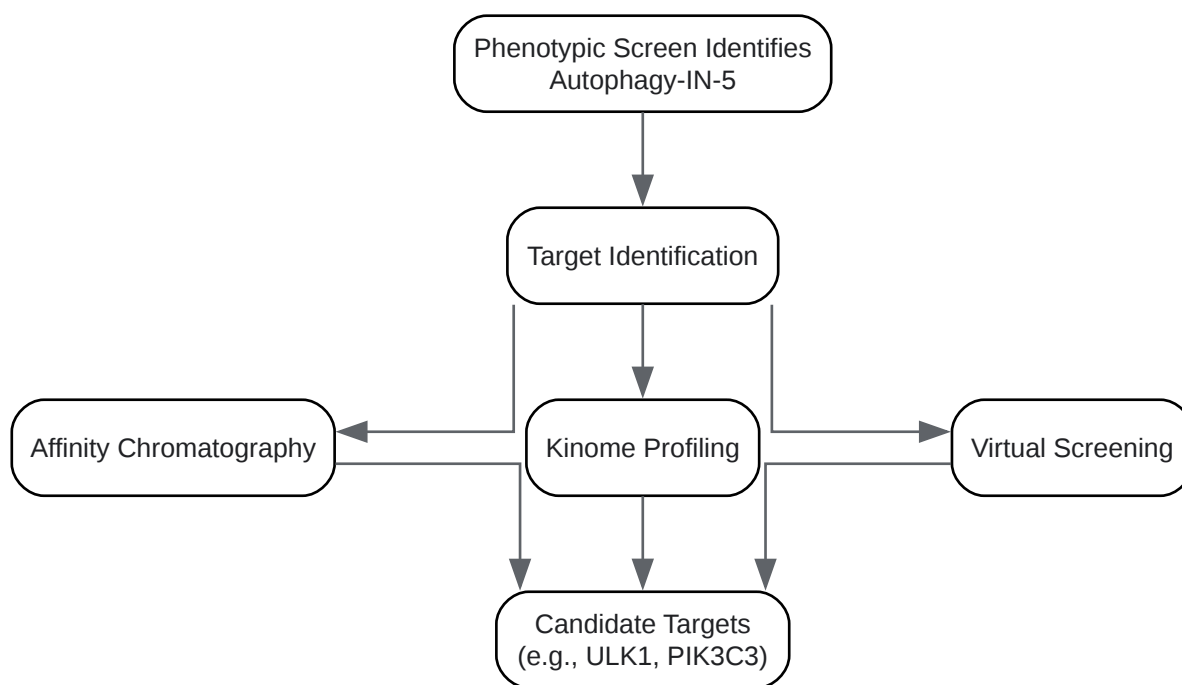 Phenotypic Screen Identifies
Autophagy-IN-5
Target Identification
Affinity Chromatography
Kinome Profiling
Virtual Screening
Candidate Targets
(e.g., ULK1, PIK3C3)